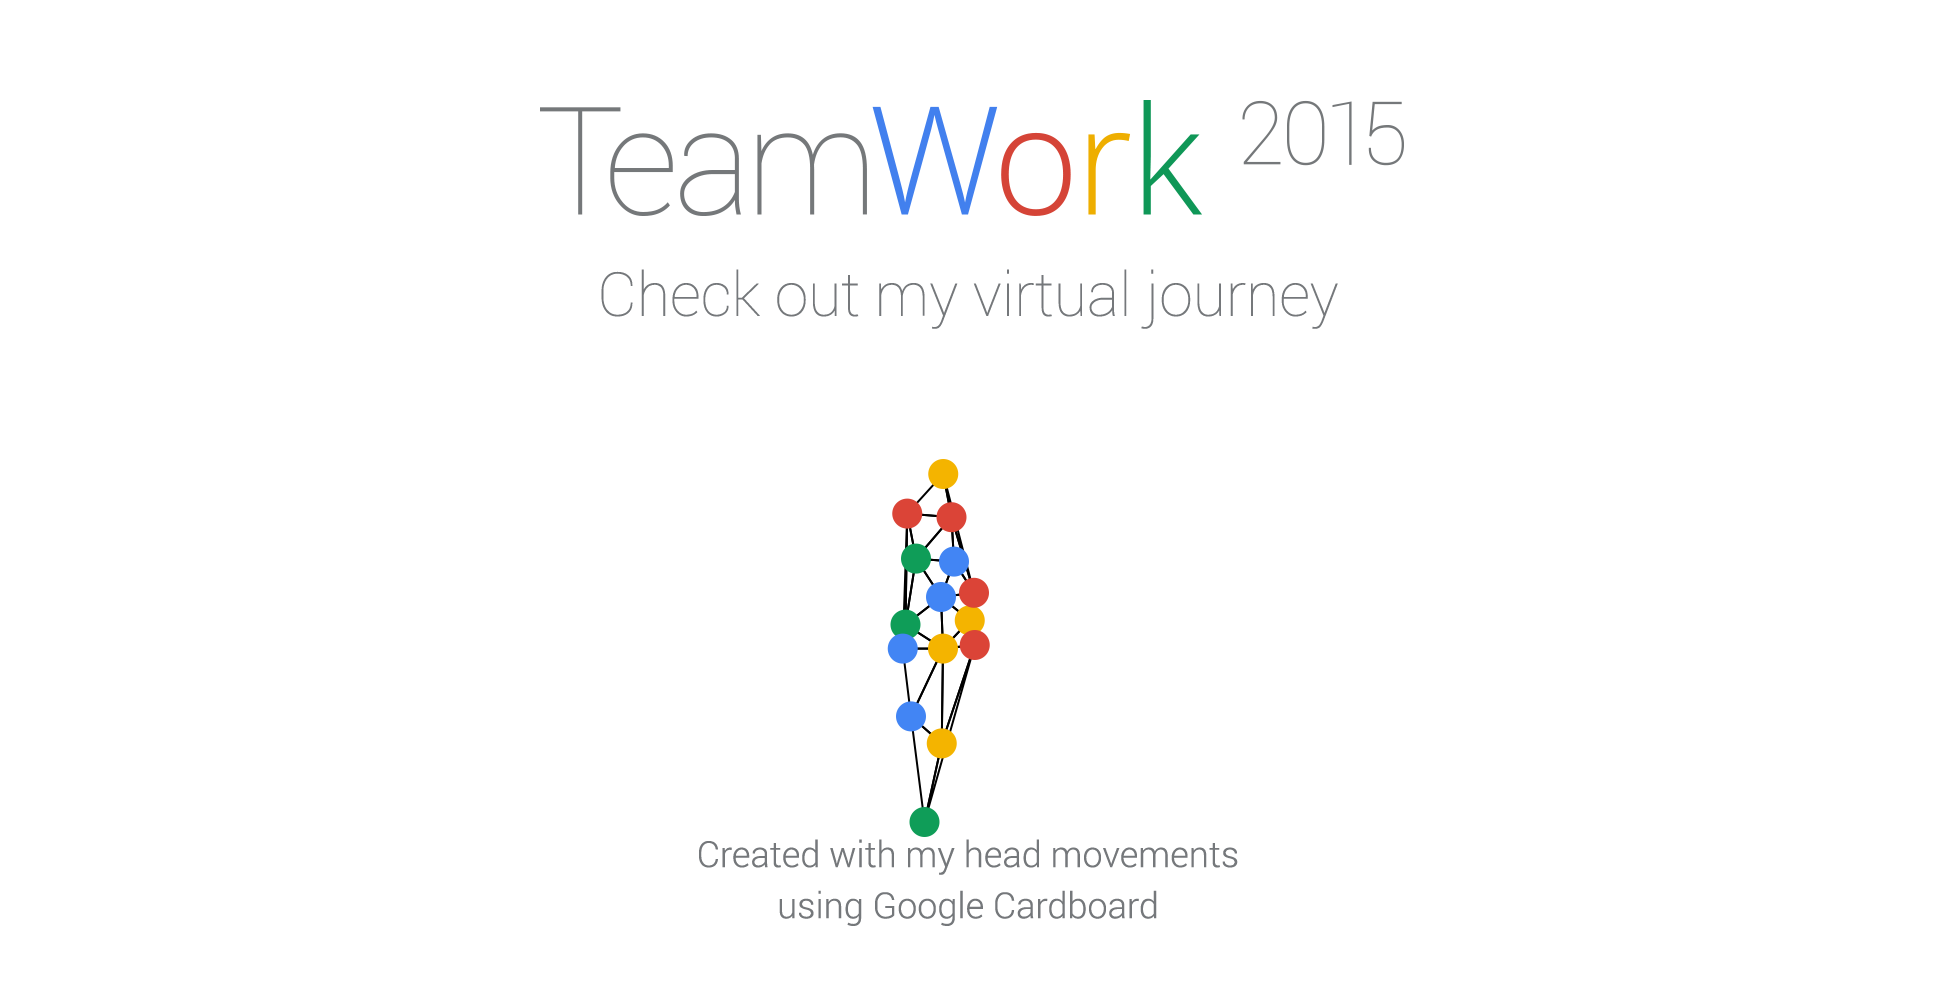 TeamWork 2015
Check out my virtual journey
Created with my head movements
using Google Cardboard